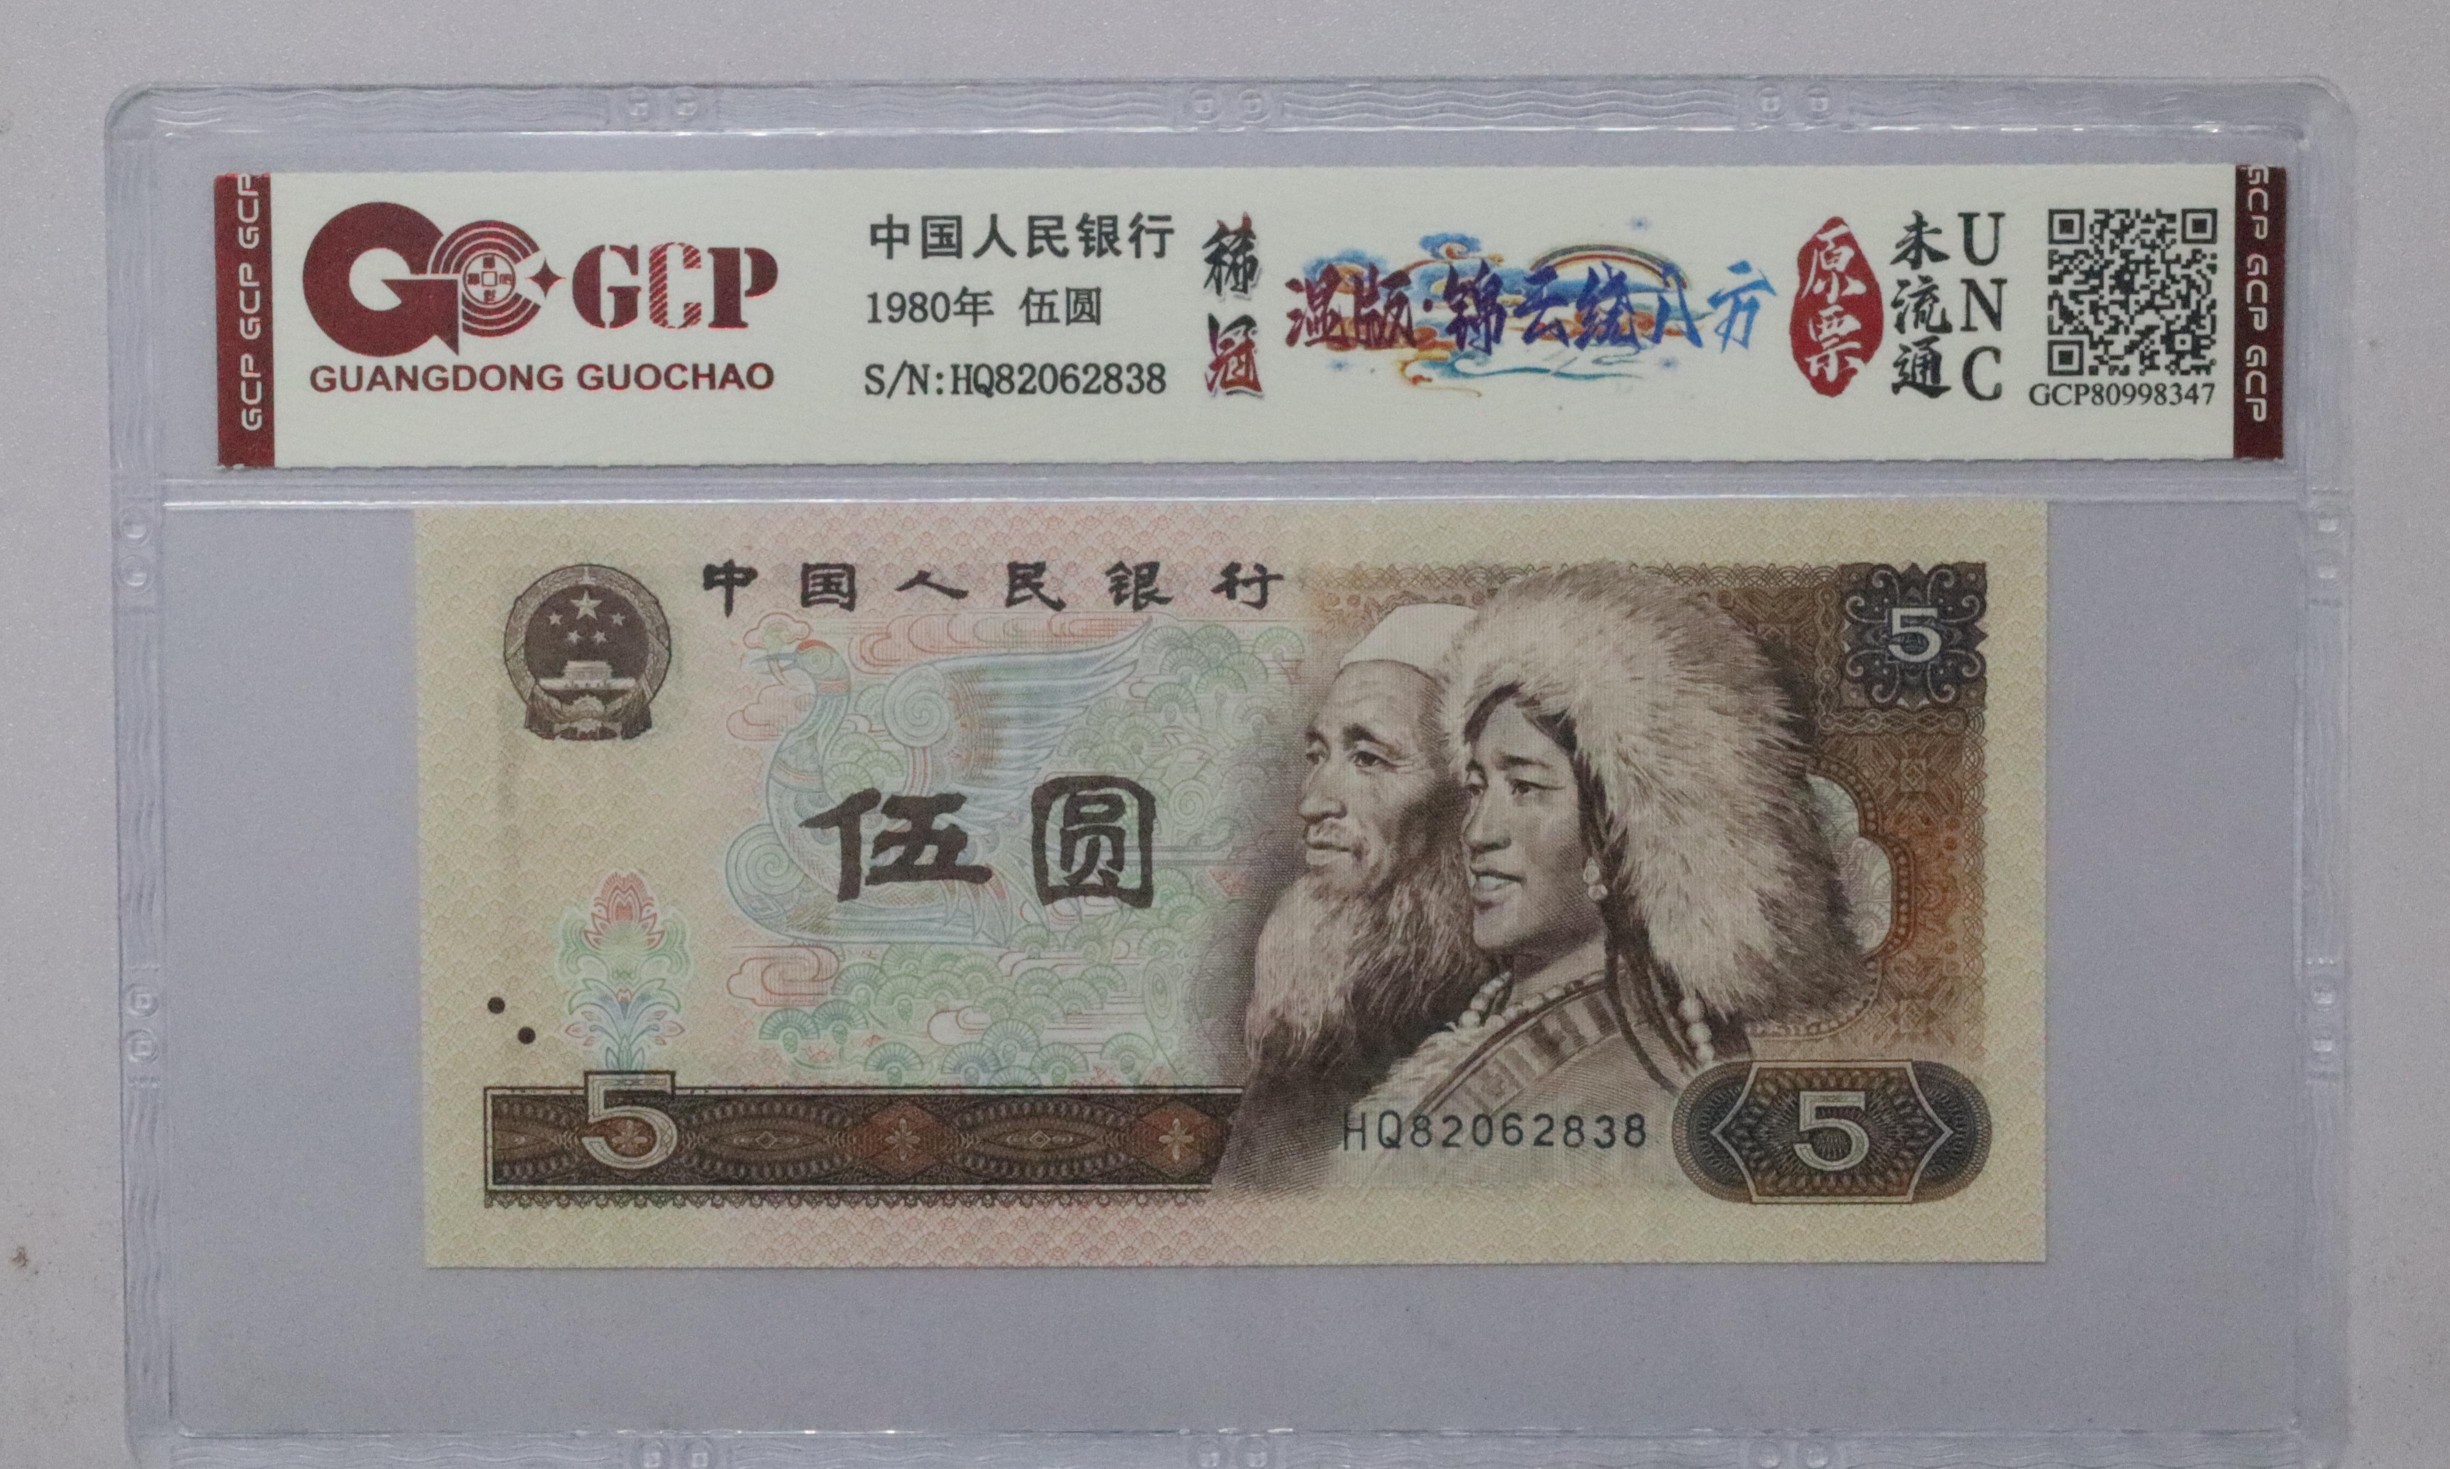 GCP GCP GCP
GCP
GUANGDONG GUOCHAO
中国人民银行
1980年 伍圆
S/N:HQ82062838
稀冠
温版·锦云绕八方
原票
未流通
UNC
GCP80998347
GCP GCP GCP
中国人民银行
5
伍圆
5
HQ82062838
5